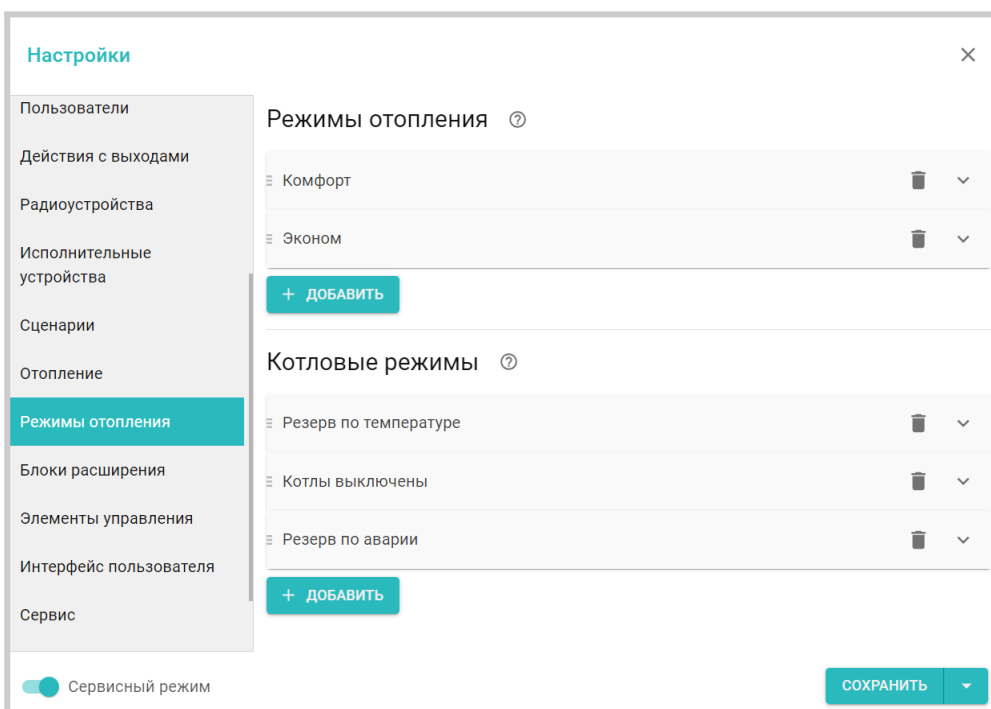 Настройки
Пользователи
Действия с выходами
Радиоустройства
Исполнительные
устройства
Сценарии
Отопление
Режимы отопления
Блоки расширения
Элементы управления
Интерфейс пользователя
Сервис
Режимы отопления
Комфорт
Эконом
+ ДОБАВИТЬ
Котловые режимы
Резерв по температуре
Котлы выключены
Резерв по аварии
+ ДОБАВИТЬ
Сервисный режим
СОХРАНИТЬ